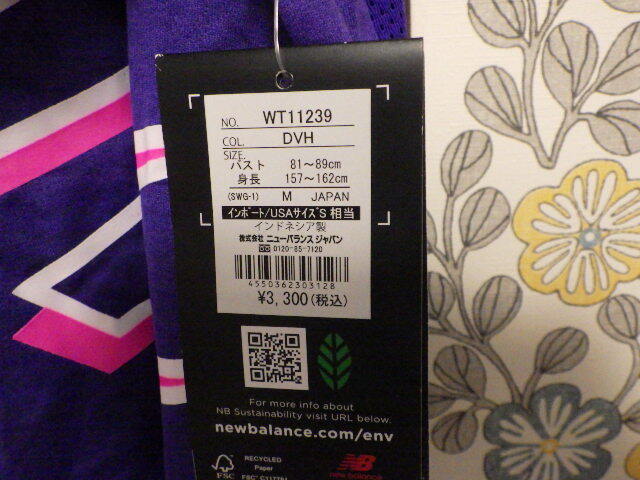 NO. WT11239
COL. DVH
SIZE.
バスト 81〜89cm
身長 157〜162cm
(SWG-1) M JAPAN
インポート/USAサイズS 相当
インドネシア製
株式会社 ニューバランス ジャパン
0120-85-7120
4550362303128
¥3,300(税込)
For more info about
NB Sustainability visit URL below.
newbalance.com/env
FSC
RECYCLED
Paper
new balance